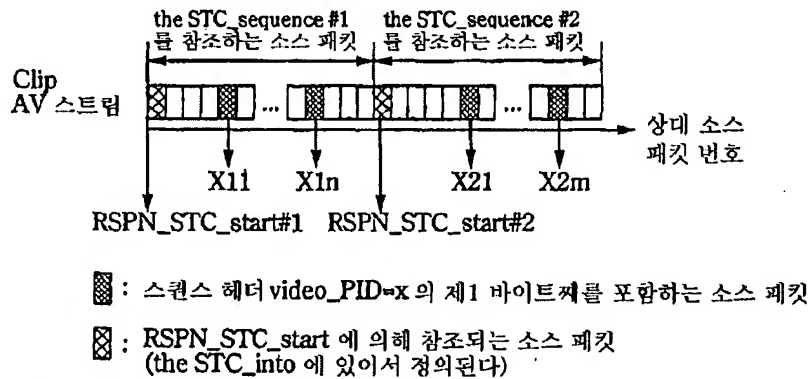 the STC_sequence #1
를 참조하는 소스 패킷
the STC_sequence #2
를 참조하는 소스 패킷
Clip
AV 스트림
...
...
상대 소스
패킷 번호
X11
X1n
X21
X2m
RSPN_STC_start#1
RSPN_STC_start#2
: 스퀀스 헤더 video_PID=x 의 제1 바이트째를 포함하는 소스 패킷
: RSPN_STC_start 에 의해 참조되는 소스 패킷
(the STC_into 에 있이서 정의된다)